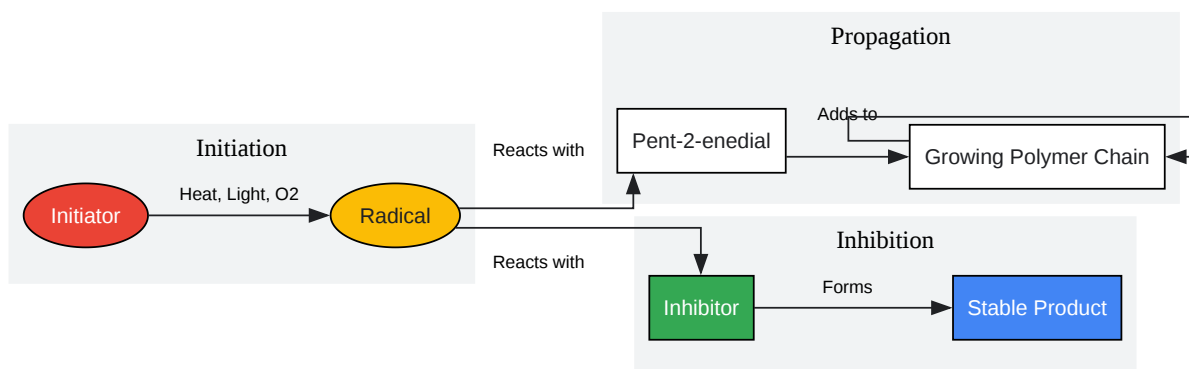 Propagation
Adds to
Pent-2-enedial
Growing Polymer Chain
Initiation
Reacts with
Heat, Light, O2
Initiator
Radical
Inhibition
Reacts with
Forms
Inhibitor
Stable Product